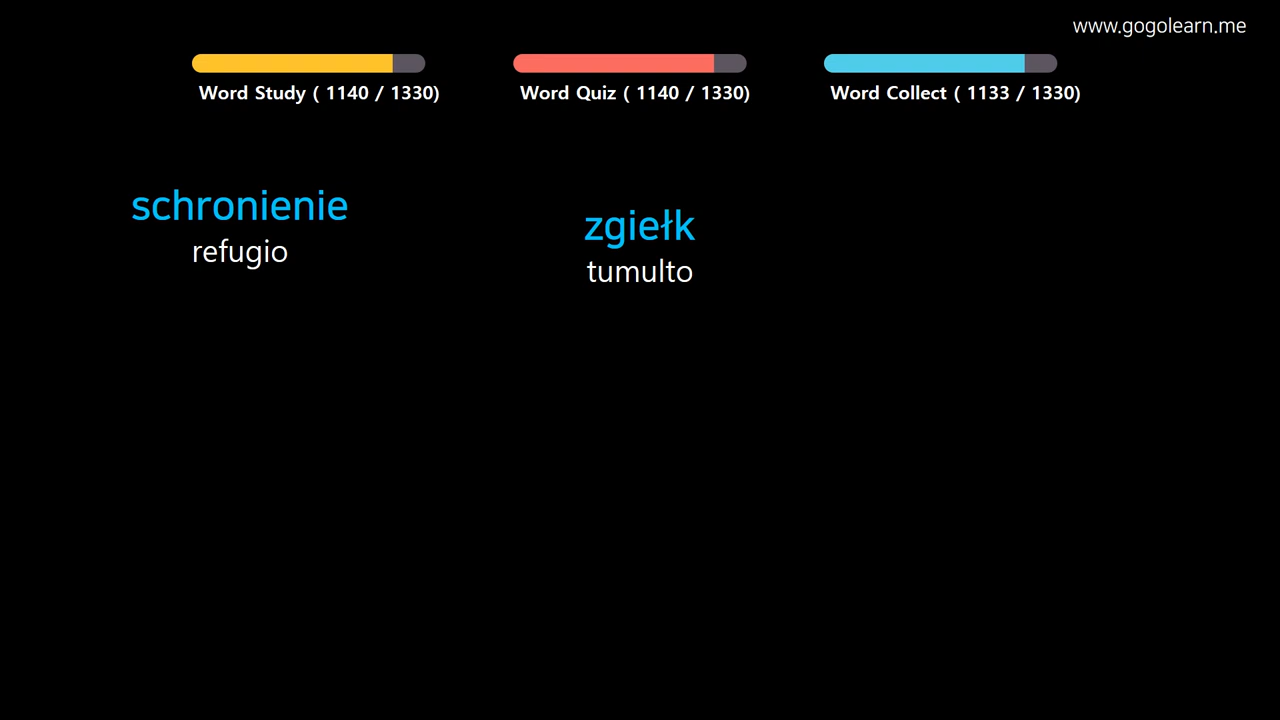 www.gogolearn.me
Word Study ( 1140 / 1330)
Word Quiz ( 1140 / 1330)
Word Collect ( 1133 / 1330)
schronienie
refugio
zgiełk
tumulto